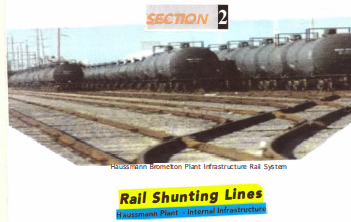 SECTION 2
Haussmann Bromelton Plant Infrastructure Rail System
Rail Shunting Lines
Haussmann Plant - Internal Infrastructure